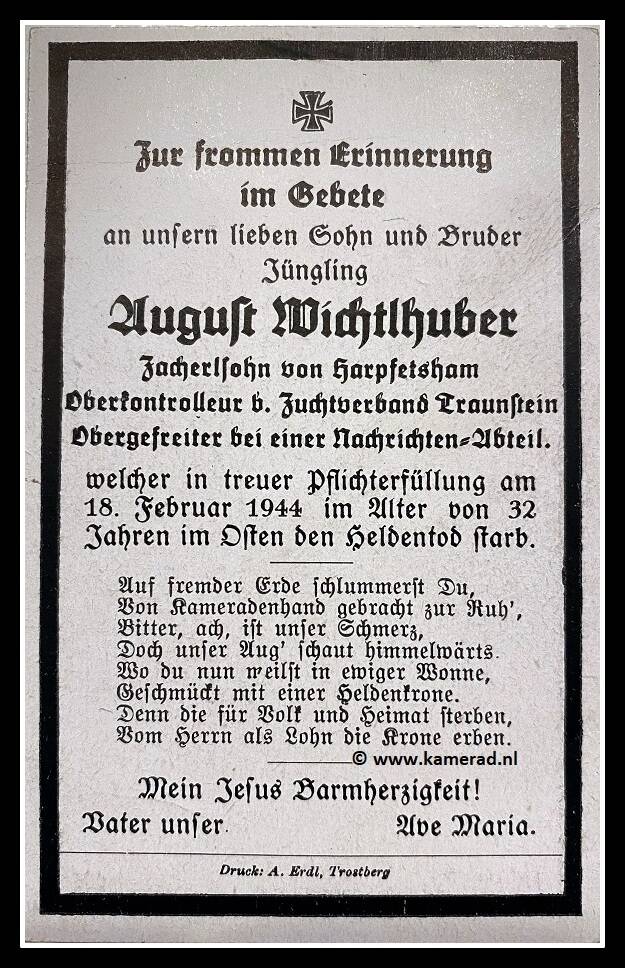 Zur frommen Erinnerung
im Gebete
an unsern lieben Sohn und Bruder
Jüngling
August Wichtlhuber
Zacherlsohn von Harpfetsham
Oberkontrolleur b. Zuchtverband Traunstein
Obergefreiter bei einer Nachrichten-Abteil.
welcher in treuer Pflichterfüllung am
18. Februar 1944 im Alter von 32
Jahren im Osten den Heldentod starb.
Auf fremder Erde schlummerst Du,
Von Kameradenhand gebracht zur Ruh',
Bitter, ach, ist unser Schmerz,
Doch unser Aug' schaut himmelwärts.
Wo du nun weilst in ewiger Wonne,
Geschmückt mit einer Heldenkrone.
Denn die für Volk und Heimat sterben,
Vom Herrn als Lohn die Krone erben.
© www.kamerad.nl
Mein Jesus Barmherzigkeit!
Vater unser. Ave Maria.
Druck: A. Erdl, Trostberg